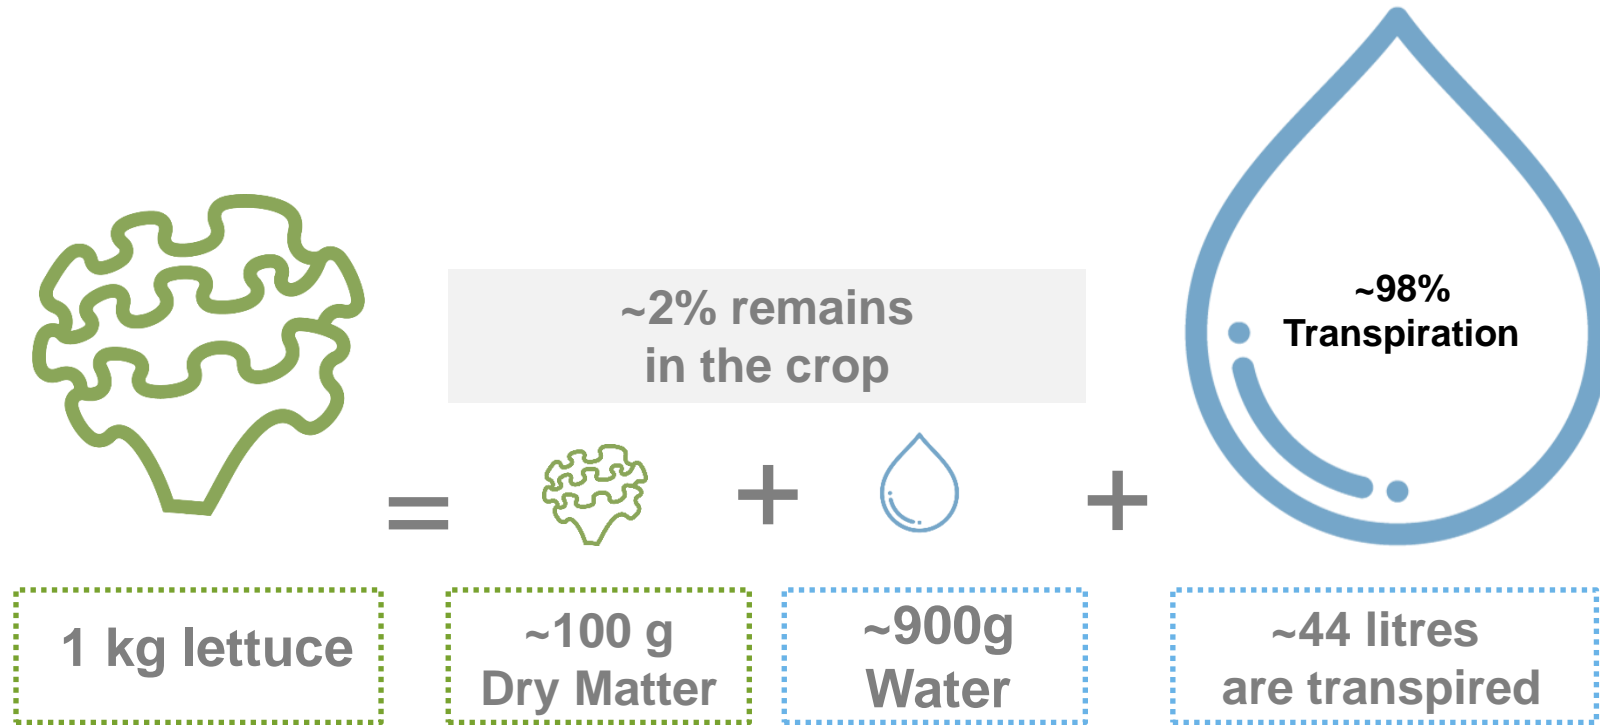 ~2% remains
in the crop
~98%
Transpiration
=
+
+
1 kg lettuce
~100 g
Dry Matter
~900g
Water
~44 litres
are transpired